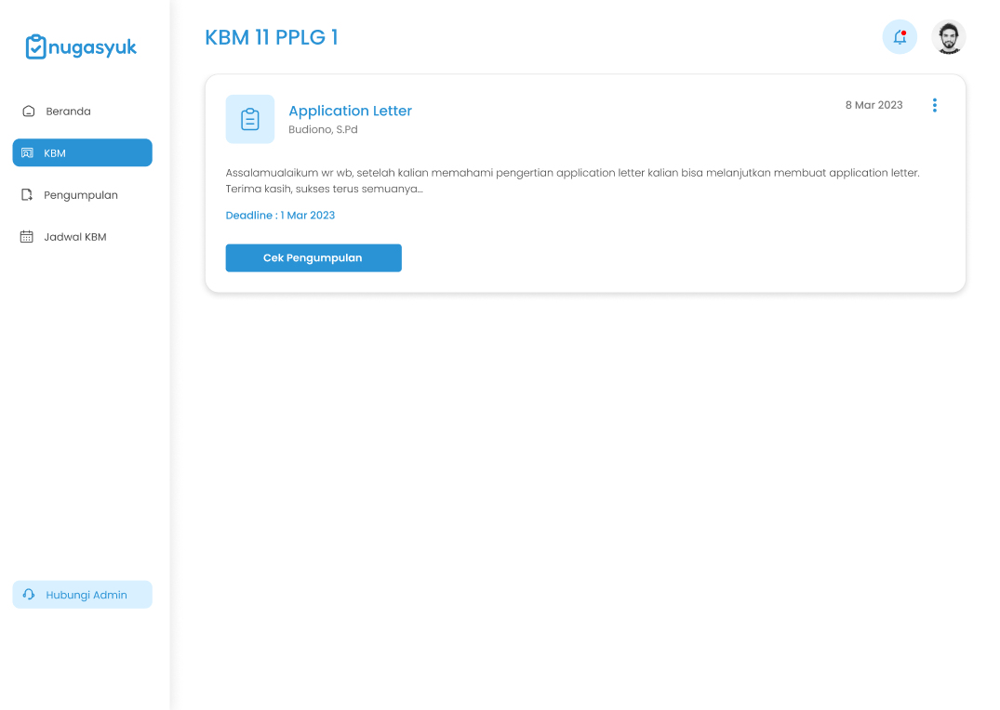 nugasyuk
KBM 11 PPLG 1
Beranda
KBM
Pengumpulan
Jadwal KBM
Hubungi Admin
Application Letter
8 Mar 2023
Budiono, S.Pd
Assalamualaikum wr wb, setelah kalian memahami pengertian application letter kalian bisa melanjutkan membuat application letter.
Terima kasih, sukses terus semuanya...
Deadline : 1 Mar 2023
Cek Pengumpulan